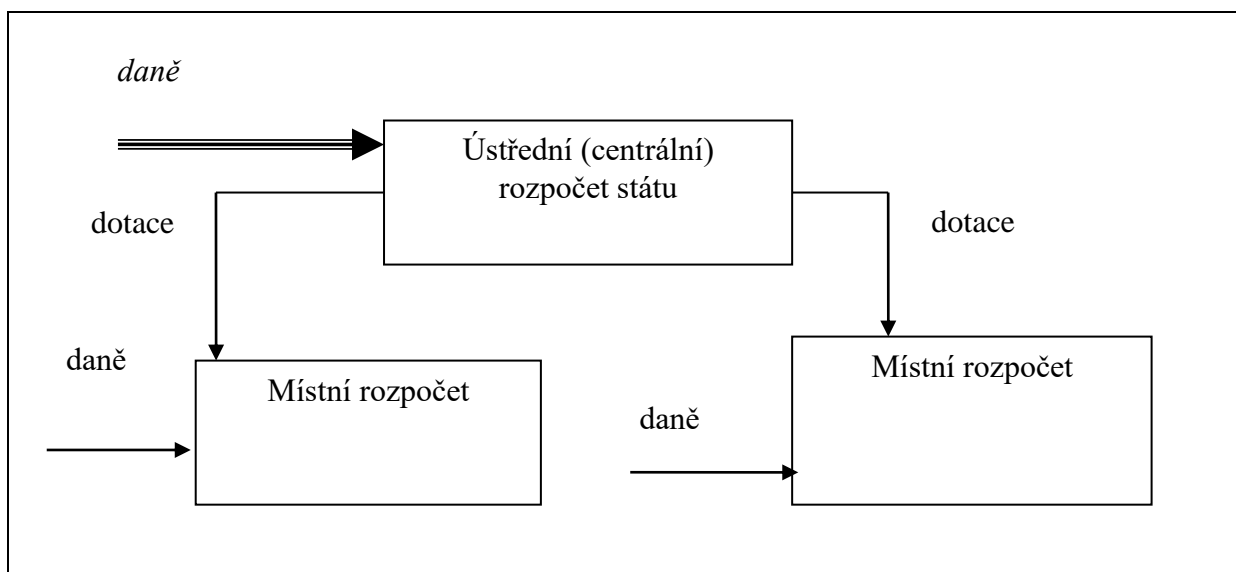 daně
Ústřední (centrální)
rozpočet státu
dotace
dotace
daně
Místní rozpočet
Místní rozpočet
daně